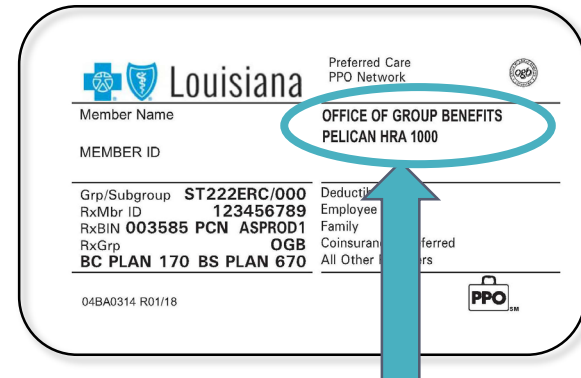 Louisiana
Preferred Care
PPO Network
ogb
Member Name
OFFICE OF GROUP BENEFITS
PELICAN HRA 1000
MEMBER ID
Grp/Subgroup ST222ERC/000
RxMbr ID 123456789
RxBIN 003585 PCN ASPROD1
RxGrp OGB
BC PLAN 170 BS PLAN 670
Employee
Family
All Other
04BA0314 R01/18
PPO SM